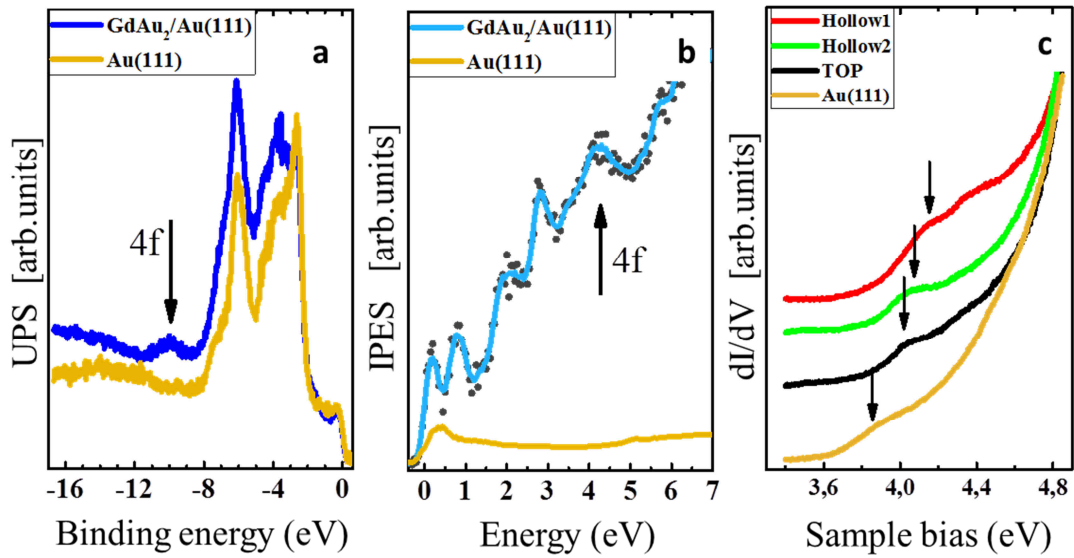 GdAu₂/Au(111)
Au(111)
a
4f
UPS [arb.units]
-16 -12 -8 -4 0
Binding energy (eV)
GdAu₂/Au(111)
Au(111)
b
4f
IPES [arb.units]
0 1 2 3 4 5 6 7
Energy (eV)
Hollow1
Hollow2
TOP
Au(111)
c
dI/dV [arb.units]
3,6 4,0 4,4 4,8
Sample bias (eV)